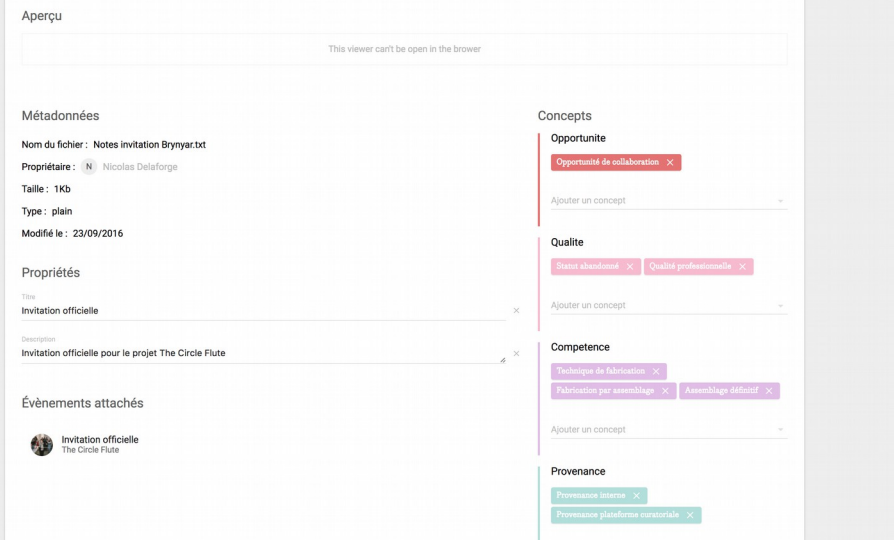 Aperçu
This viewer can't be open in the brower
Métadonnées
Nom du fichier : Notes invitation Brynyar.txt
Propriétaire : N Nicolas Delaforge
Taille : 1Kb
Type : plain
Modifié le : 23/09/2016
Propriétés
Titre
Invitation officielle
Description
Invitation officielle pour le projet The Circle Flute
Évènements attachés
Invitation officielle
The Circle Flute
Concepts
Opportunite
Opportunité de collaboration
Ajouter un concept
Qualite
Statut abandonné Qualité professionnelle
Ajouter un concept
Competence
Technique de fabrication
Fabrication par assemblage Assemblage définitif
Ajouter un concept
Provenance
Provenance interne
Provenance plateforme curatoriale